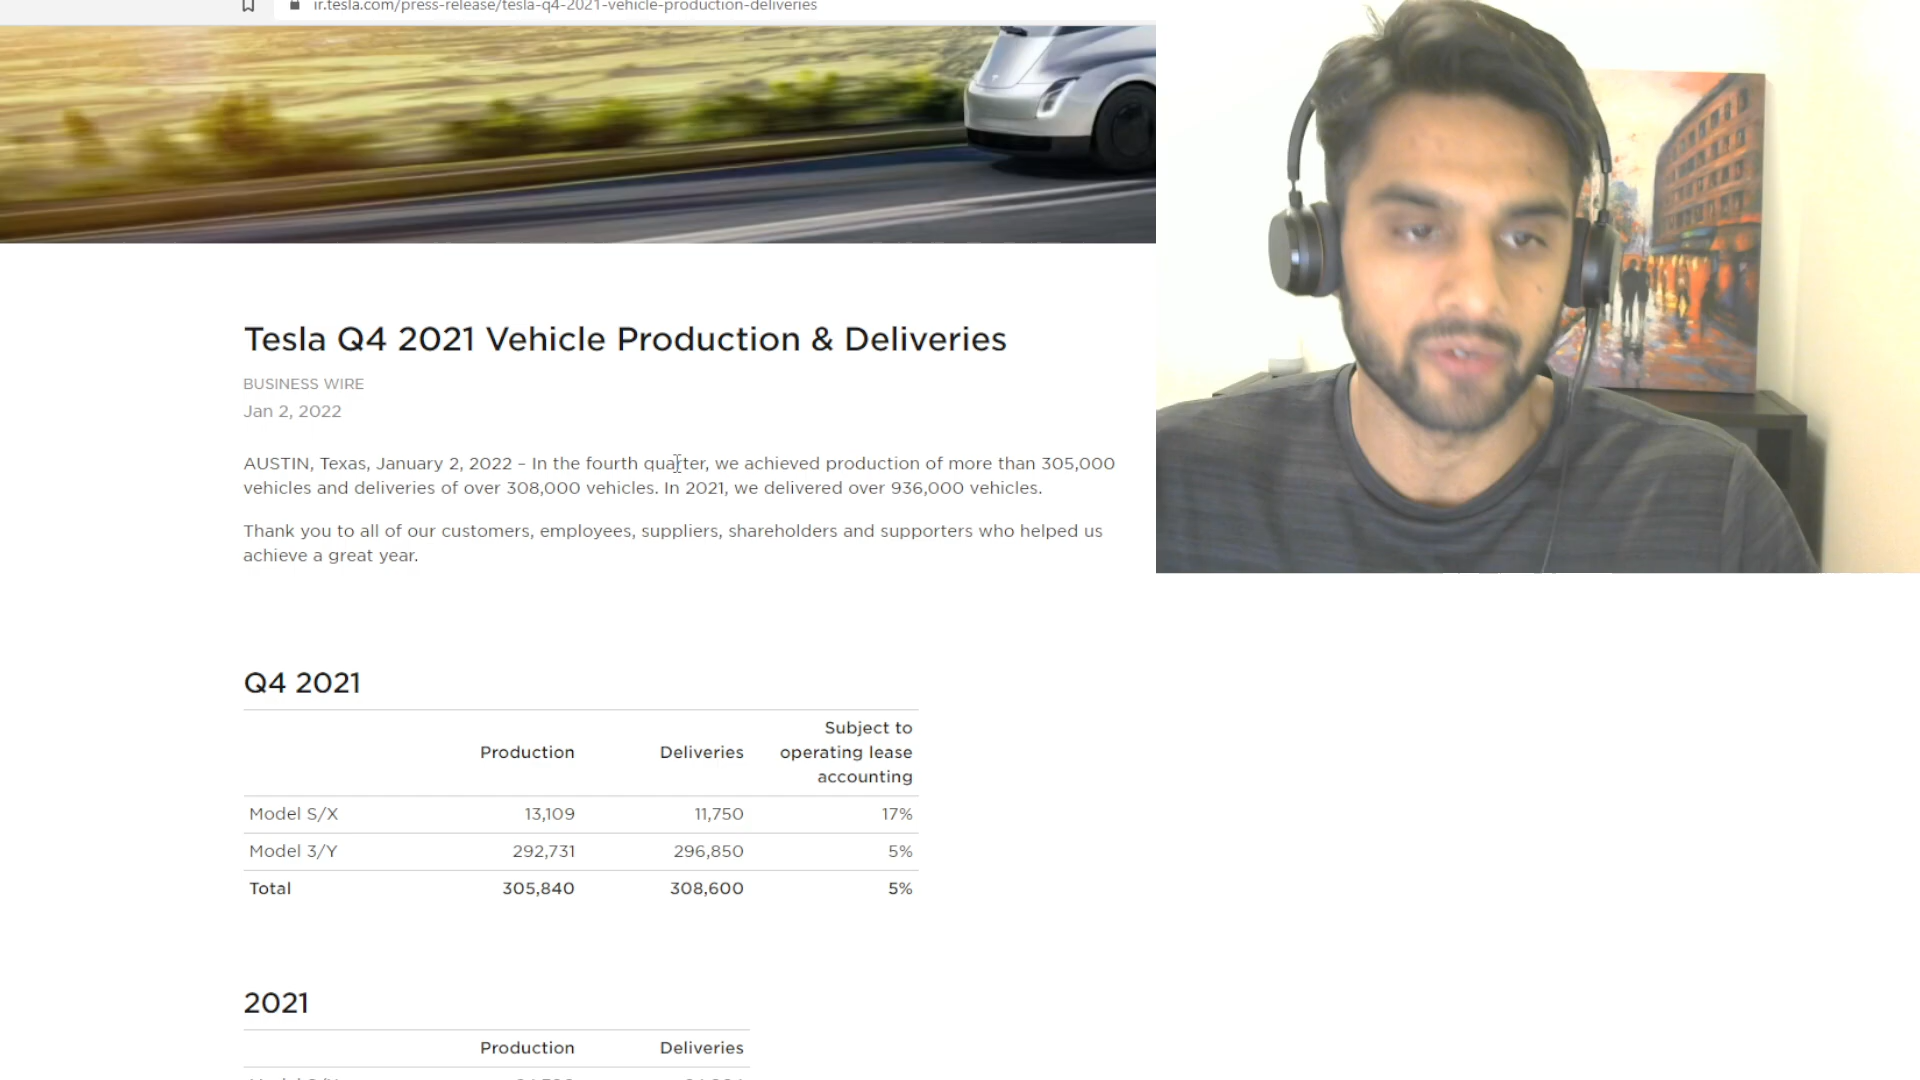 ir.tesla.com/press-release/tesla-q4-2021-vehicle-production-deliveries
Tesla Q4 2021 Vehicle Production & Deliveries
BUSINESS WIRE
Jan 2, 2022
AUSTIN, Texas, January 2, 2022 – In the fourth quarter, we achieved production of more than 305,000
vehicles and deliveries of over 308,000 vehicles. In 2021, we delivered over 936,000 vehicles.
Thank you to all of our customers, employees, suppliers, shareholders and supporters who helped us
achieve a great year.
Q4 2021
Subject to
Production Deliveries operating lease
accounting
Model S/X 13,109 11,750 17%
Model 3/Y 292,731 296,850 5%
Total 305,840 308,600 5%
2021
Production Deliveries